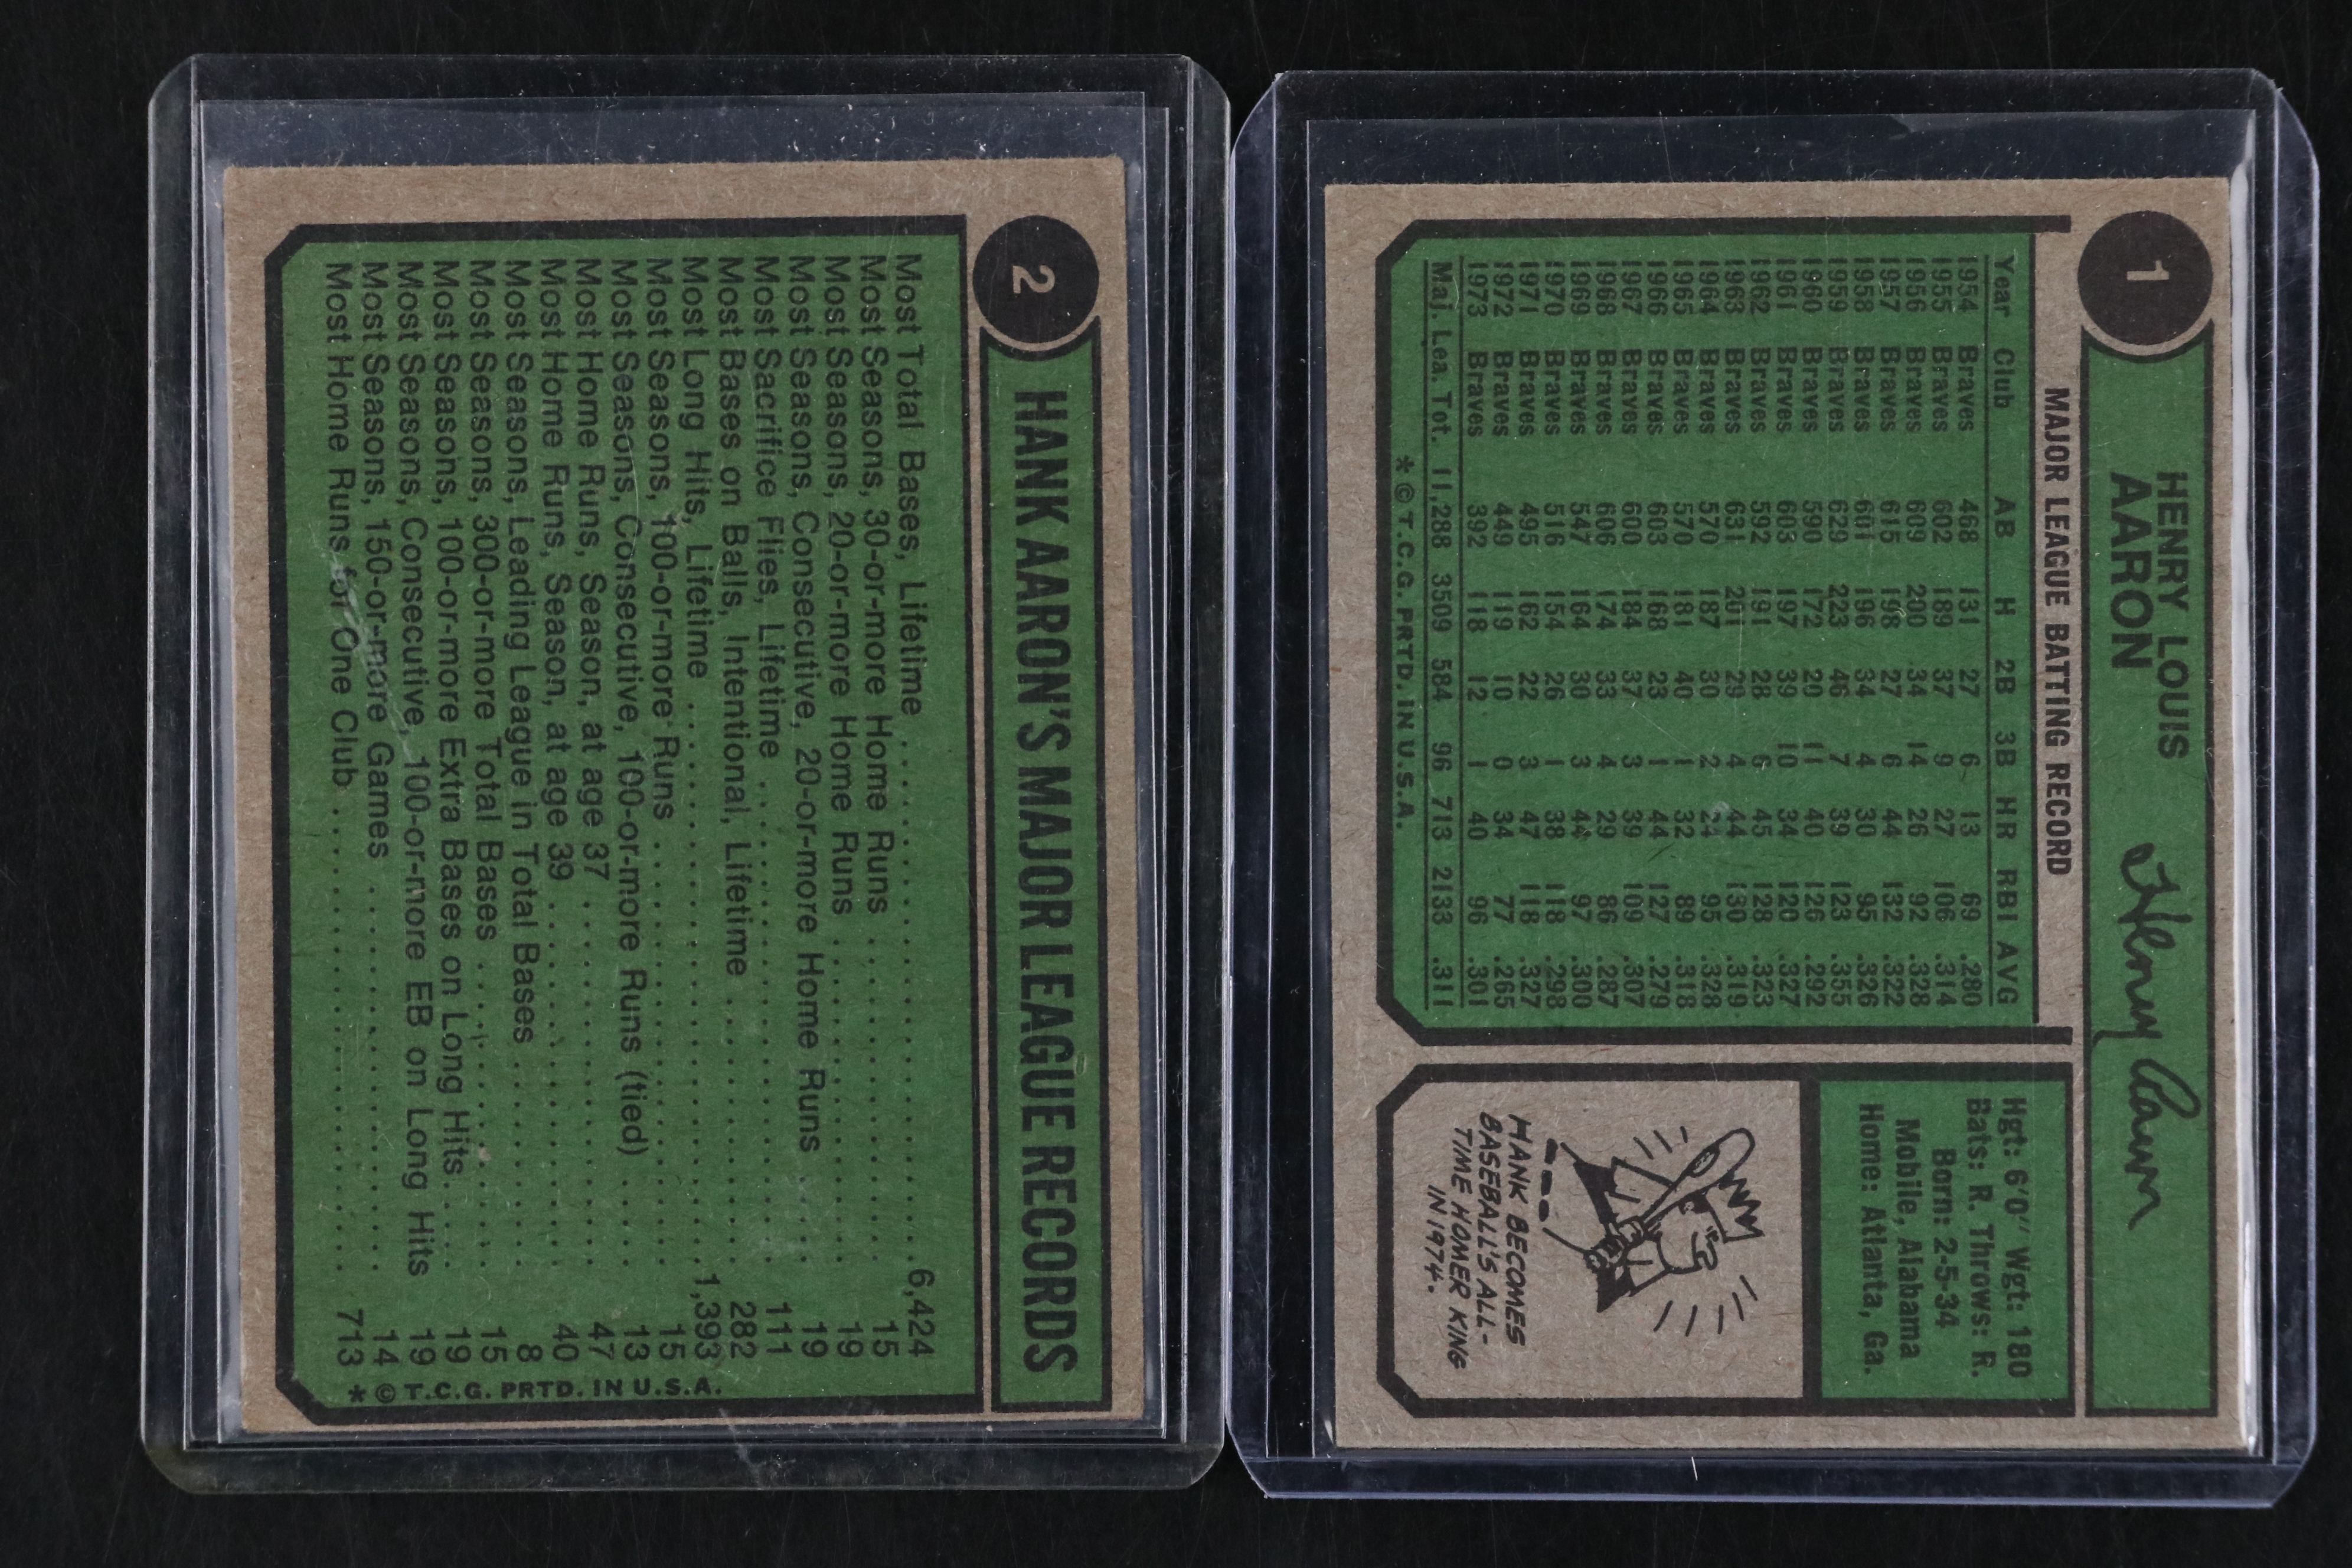 2
HANK AARON'S MAJOR LEAGUE RECORDS
Most Total Bases, Lifetime . . . . . . . . . . . . . . . . . . . . . . 6,424
Most Seasons, 30-or-more Home Runs . . . . . . . . . . . . . . 15
Most Seasons, 20-or-more Home Runs . . . . . . . . . . . . . . 19
Most Seasons, Consecutive, 20-or-more Home Runs . . . . . 19
Most Sacrifice Flies, Lifetime . . . . . . . . . . . . . . . . . . . . 111
Most Bases on Balls, Intentional, Lifetime . . . . . . . . . . . . 282
Most Long Hits, Lifetime . . . . . . . . . . . . . . . . . . . . . . . 1,393
Most Seasons, 100-or-more Runs . . . . . . . . . . . . . . . . . 15
Most Seasons, Consecutive, 100-or-more Runs (tied) . . . . 13
Most Home Runs, Season, at age 37 . . . . . . . . . . . . . . . 47
Most Home Runs, Season, at age 39 . . . . . . . . . . . . . . . 40
Most Seasons, Leading League in Total Bases . . . . . . . . . 8
Most Seasons, 300-or-more Total Bases . . . . . . . . . . . . 15
Most Seasons, 100-or-more Extra Bases on Long Hits . . . . 19
Most Seasons, Consecutive, 100-or-more EB on Long Hits 19
Most Seasons, 150-or-more Games . . . . . . . . . . . . . . . . 14
Most Home Runs for One Club . . . . . . . . . . . . . . . . . . . 713
* © T.C.G. PRTD. IN U.S.A.
1
HENRY LOUIS
AARON
Henry Aaron
MAJOR LEAGUE BATTING RECORD
Year Club AB H 2B 3B HR RBI AVG
1954 Braves 468 131 27 6 13 69 .280
1955 Braves 602 189 37 9 27 106 .314
1956 Braves 609 200 34 14 26 92 .328
1957 Braves 615 198 27 6 44 132 .322
1958 Braves 601 196 34 4 30 95 .326
1959 Braves 629 223 46 7 39 123 .355
1960 Braves 590 172 20 11 40 126 .292
1961 Braves 603 197 39 10 34 120 .327
1962 Braves 592 191 28 6 45 128 .323
1963 Braves 631 201 29 4 44 130 .319
1964 Braves 570 187 30 2 24 95 .328
1965 Braves 570 181 40 1 32 89 .318
1966 Braves 603 168 23 1 44 127 .279
1967 Braves 600 184 37 3 39 109 .307
1968 Braves 606 174 33 4 29 86 .287
1969 Braves 547 164 30 3 44 97 .300
1970 Braves 516 154 26 1 38 118 .298
1971 Braves 495 162 22 3 47 118 .327
1972 Braves 449 119 10 0 34 77 .265
1973 Braves 392 118 12 1 40 96 .301
Maj. Lea. Tot. 11,288 3509 584 96 713 2133 .311
* © T.C.G. PRTD. IN U.S.A.
Hgt: 6'0" Wgt: 180
Bats: R. Throws: R.
Born: 2-5-34
Mobile, Alabama
Home: Atlanta, Ga.
HANK BECOMES
BASEBALL'S ALL-
TIME HOMER KING
IN 1974.